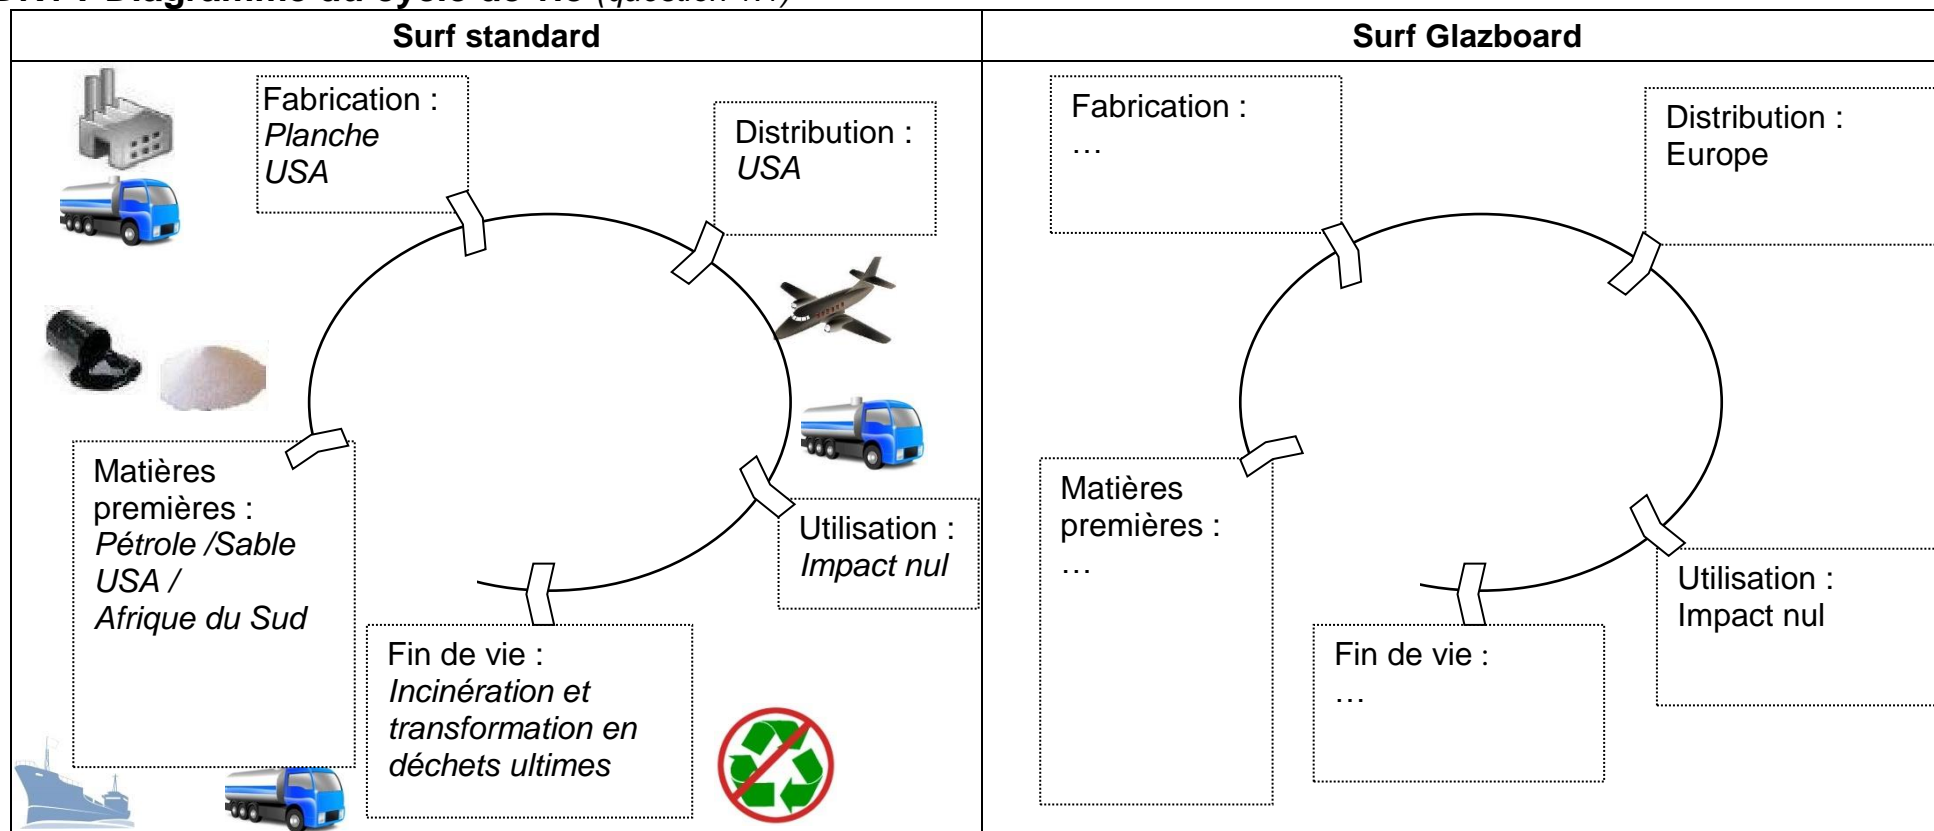 Surf standard
Surf Glazboard
Fabrication :
Planche
USA
Distribution :
USA
Utilisation :
Impact nul
Fin de vie :
Incinération et
transformation en
déchets ultimes
Matières
premières :
Pétrole /Sable
USA /
Afrique du Sud
Fabrication :
…
Distribution :
Europe
Utilisation :
Impact nul
Fin de vie :
…
Matières
premières :
…